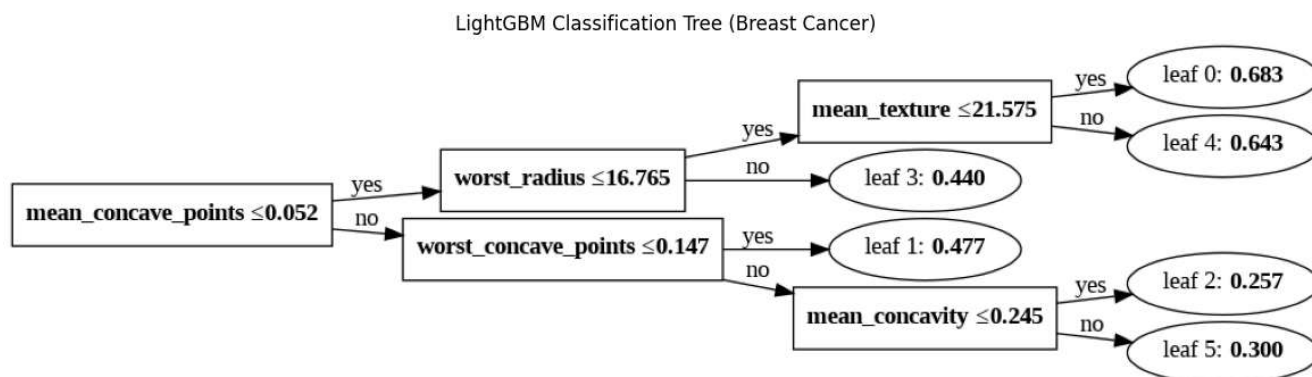 LightGBM Classification Tree (Breast Cancer)
mean_concave_points ≤0.052
yes
no
worst_radius ≤16.765
yes
no
worst_concave_points ≤0.147
yes
no
mean_texture ≤21.575
yes
no
leaf 3: 0.440
leaf 1: 0.477
mean_concavity ≤0.245
yes
no
leaf 0: 0.683
leaf 4: 0.643
leaf 2: 0.257
leaf 5: 0.300